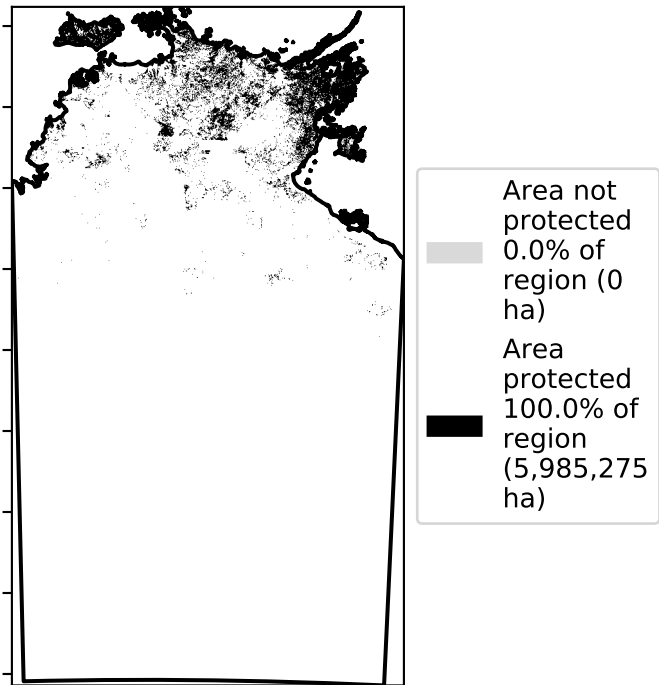 Area not
protected
0.0% of
region (0
ha)
Area
protected
100.0% of
region
(5,985,275
ha)